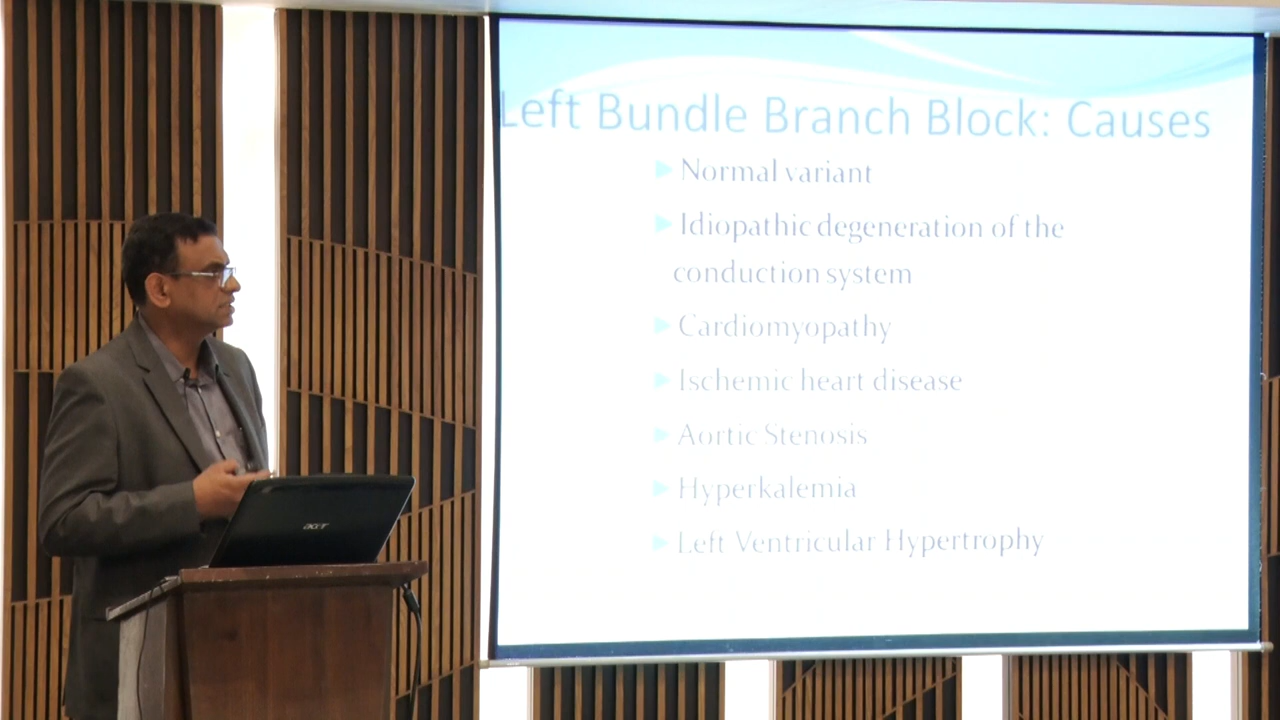 Left Bundle Branch Block: Causes
Normal variant
Idiopathic degeneration of the
conduction system
Cardiomyopathy
Ischemic heart disease
Aortic Stenosis
Hyperkalemia
Left Ventricular Hypertrophy
acer